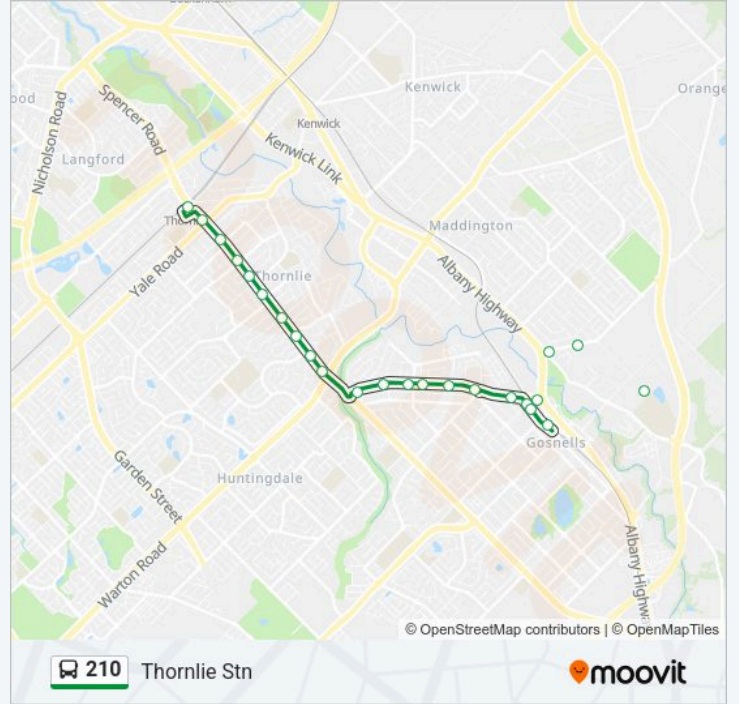 Kenwick
Orange
ood
Spencer Road
Kenwick
Nicholson Road
Langford
Kenwick Link
Maddington
Yale Road
Thornlie
Albany Highway
Gosnells
Garden Street
Huntingdale
Warton Road
Albany Highw
© OpenStreetMap contributors | © OpenMapTiles
210 Thornlie Stn
moovit